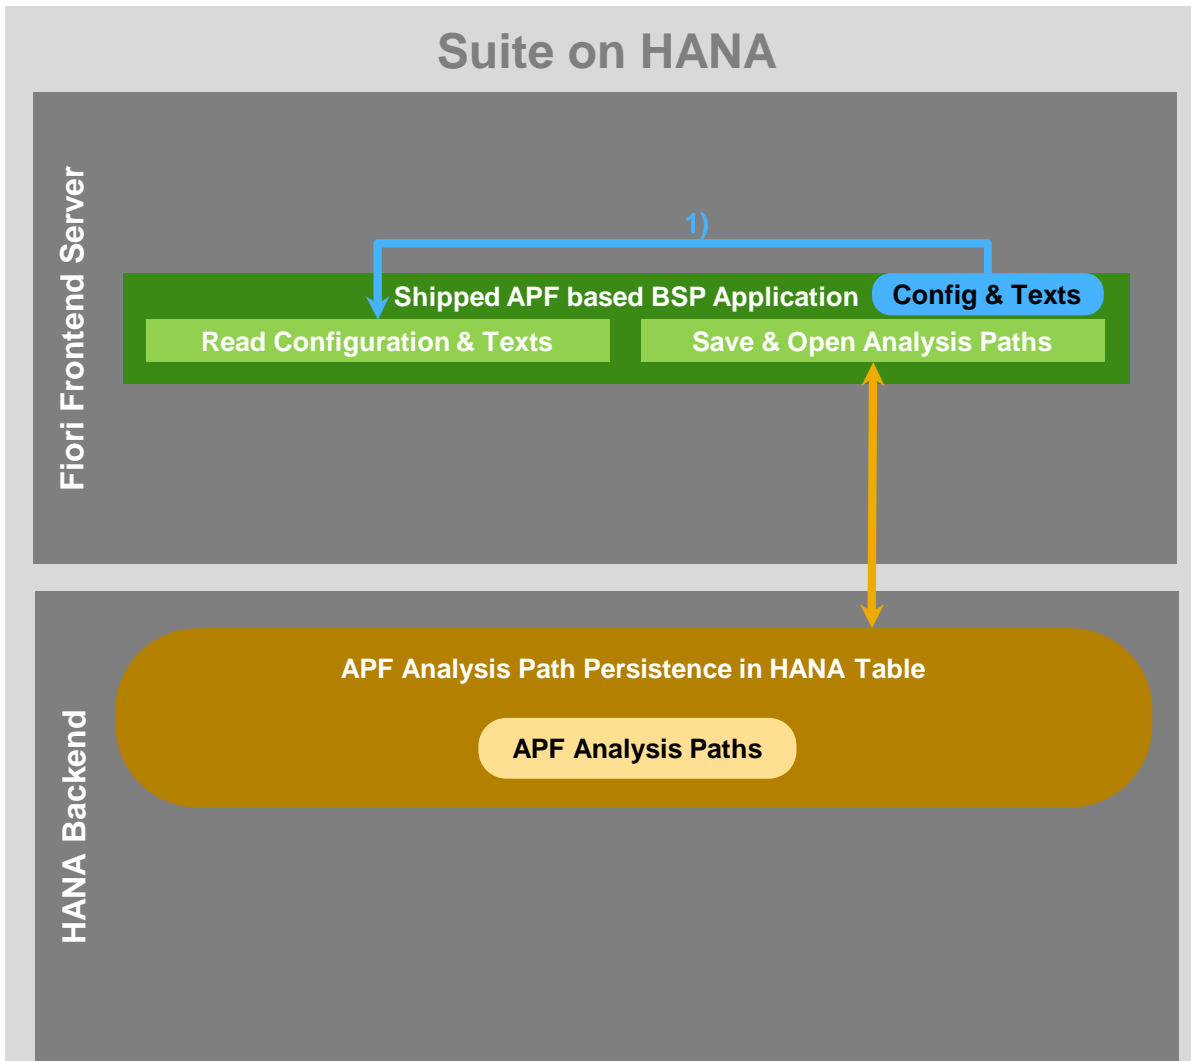 Suite on HANA
Fiori Frontend Server
1)
Shipped APF based BSP Application
Config & Texts
Read Configuration & Texts
Save & Open Analysis Paths
HANA Backend
APF Analysis Path Persistence in HANA Table
APF Analysis Paths